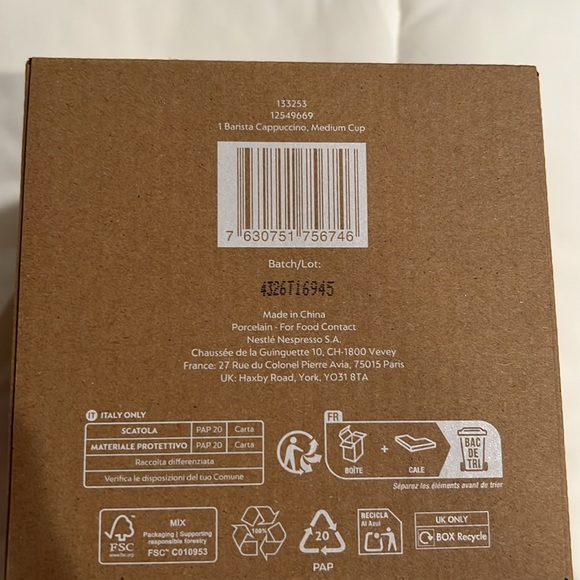 133253
12549669
1 Barista Cappuccino, Medium Cup
7 630751 756746
Batch/Lot:
4326T16945
Made in China
Porcelain - For Food Contact
Nestlé Nespresso S.A.
Chaussée de la Guinguette 10, CH-1800 Vevey
France: 27 Rue du Colonel Pierre Avia, 75015 Paris
UK: Haxby Road, York, YO31 8TA
IT ITALY ONLY
SCATOLA PAP 20 Carta
MATERIALE PROTETTIVO PAP 20 Carta
Raccolta differenziata
Verifica le disposizioni del tuo Comune
FR
BOÎTE + CALE
BAC
DE
TRI
Séparez les éléments avant de trier
FSC
www.fsc.org
MIX
Packaging | Supporting
responsible forestry
FSC® C010953
100%
20
PAP
RECICLA
Al Azul
UK ONLY
BOX Recycle